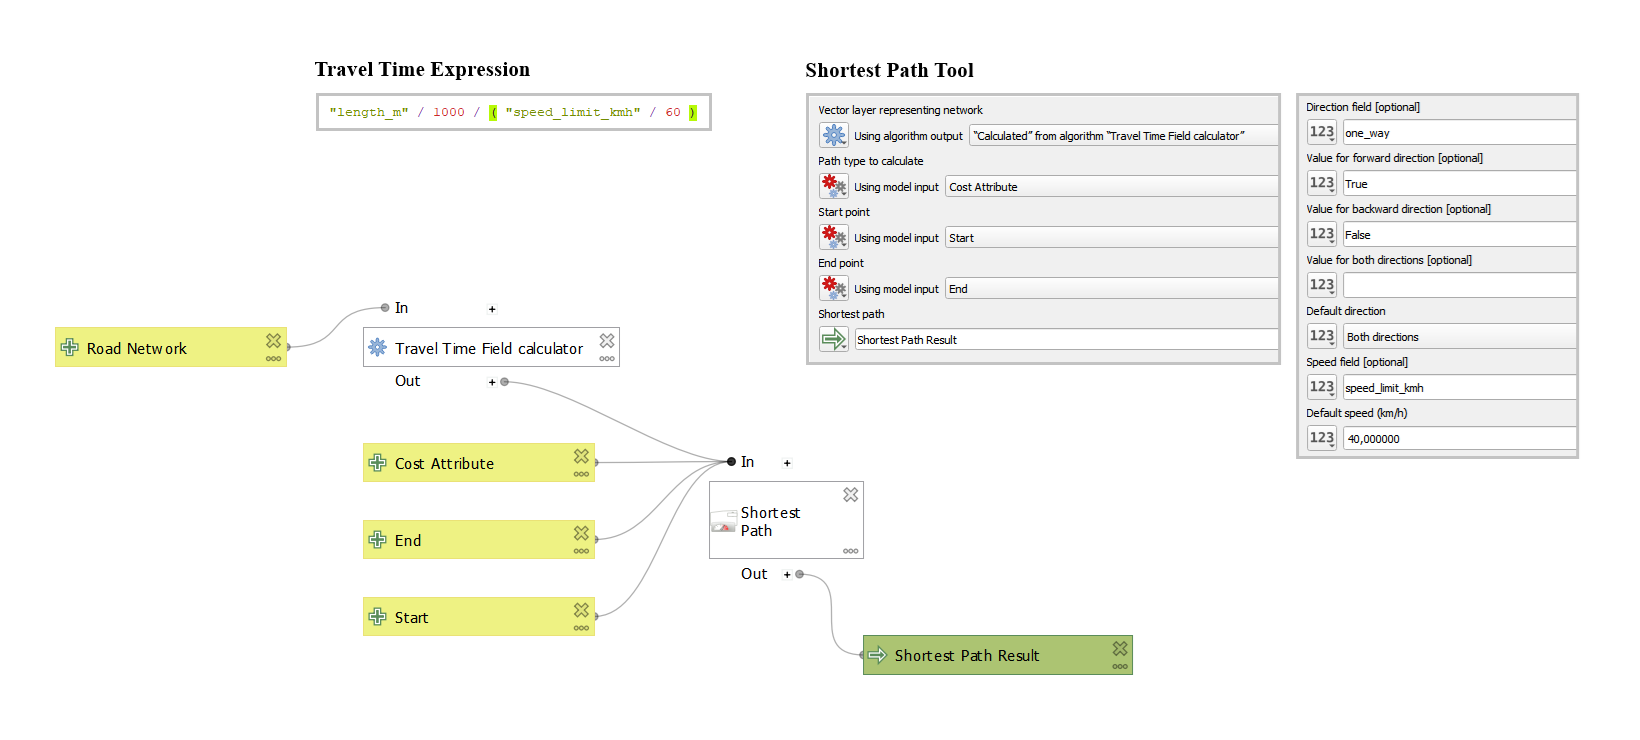 Travel Time Expression
"length_m" / 1000 / ( "speed_limit_kmh" / 60 )
Shortest Path Tool
Vector layer representing network
Using algorithm output “Calculated” from algorithm “Travel Time Field calculator”
Path type to calculate
Using model input Cost Attribute
Start point
Using model input Start
End point
Using model input End
Shortest path
Shortest Path Result
Direction field [optional]
123 one_way
Value for forward direction [optional]
123 True
Value for backward direction [optional]
123 False
Value for both directions [optional]
123
Default direction
123 Both directions
Speed field [optional]
123 speed_limit_kmh
Default speed (km/h)
123 40,000000
In +
Road Network
Travel Time Field calculator
Out +
Cost Attribute
In +
End
Shortest
Path
Start
Out +
Shortest Path Result